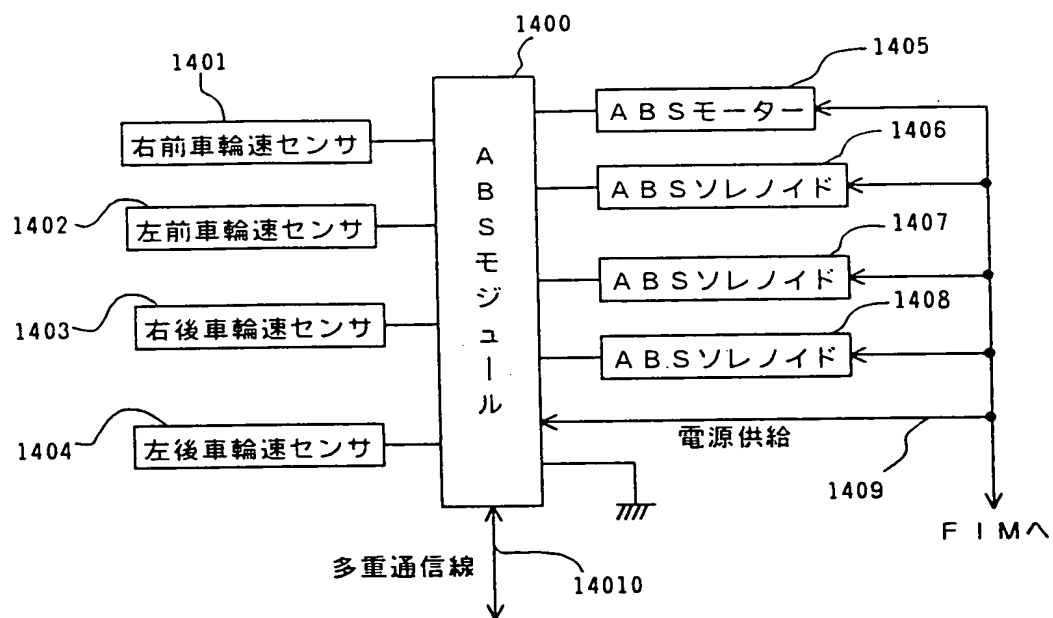 1400
1401
右前車輪速センサ
1402
左前車輪速センサ
1403
右後車輪速センサ
1404
左後車輪速センサ
ABSモジュール
1405
ABSモーター
1406
ABSソレノイド
1407
ABSソレノイド
1408
AB.Sソレノイド
電源供給
1409
FIMへ
多重通信線
14010